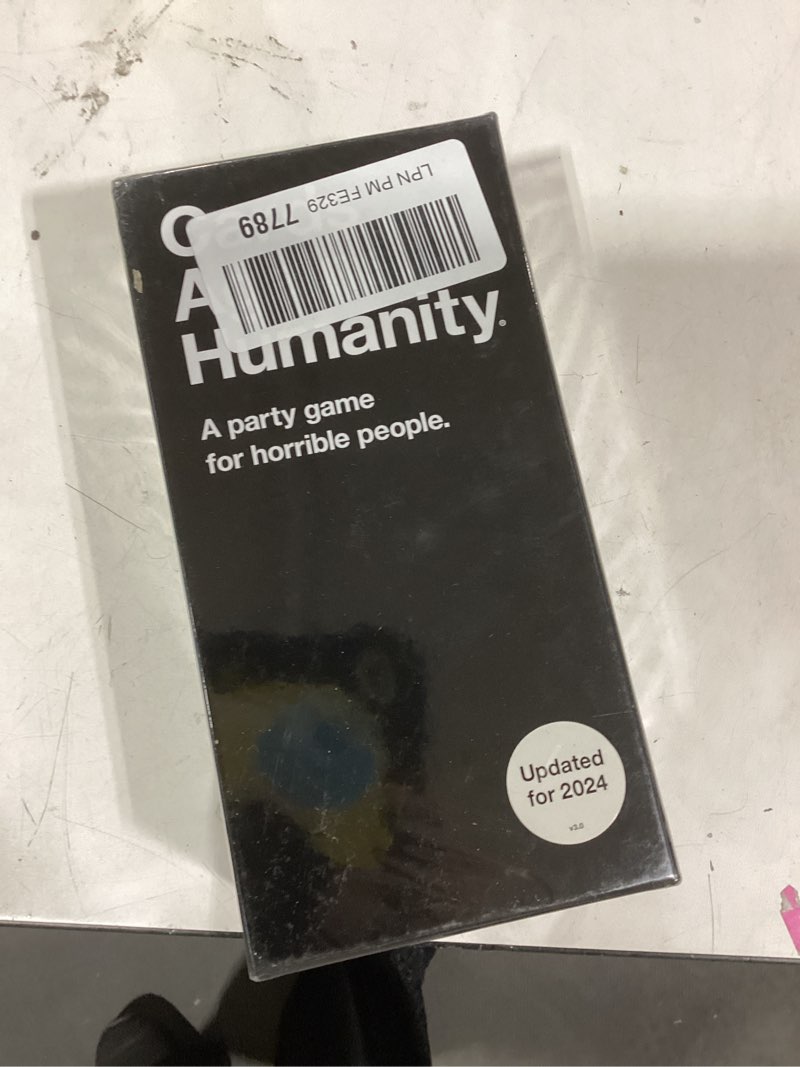 LPN PM FE329 7789
C
A
Humanity®
A party game
for horrible people.
Updated
for 2024
v3.0